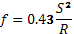 f = 0.43 S²/R